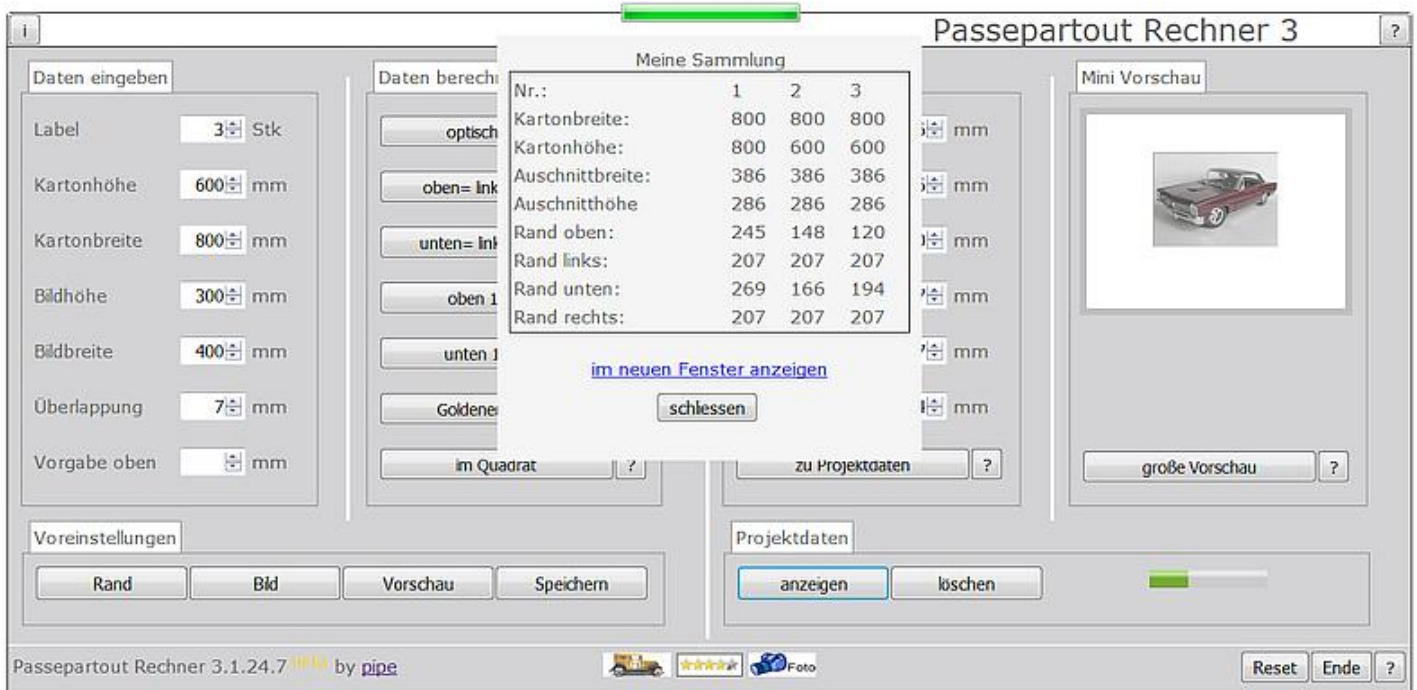 i
Passepartout Rechner 3
?
Meine Sammlung
Nr.: 1 2 3
Kartonbreite: 800 800 800
Kartonhöhe: 800 600 600
Auschnittbreite: 386 386 386
Auschnitthöhe 286 286 286
Rand oben: 245 148 120
Rand links: 207 207 207
Rand unten: 269 166 194
Rand rechts: 207 207 207
im neuen Fenster anzeigen
schliessen
Daten eingeben
Label 3 Stk
Kartonhöhe 600 mm
Kartonbreite 800 mm
Bildhöhe 300 mm
Bildbreite 400 mm
Überlappung 7 mm
Vorgabe oben mm
Daten berech
optisch
oben= link
unten= link
oben 1
unten 1
Goldene
im Quadrat ?
mm
mm
mm
mm
mm
mm
zu Projektdaten ?
Mini Vorschau
große Vorschau ?
Voreinstellungen
Rand Bild Vorschau Speichern
Projektdaten
anzeigen löschen
Passepartout Rechner 3.1.24.7 by pipe
Foto
Reset Ende ?